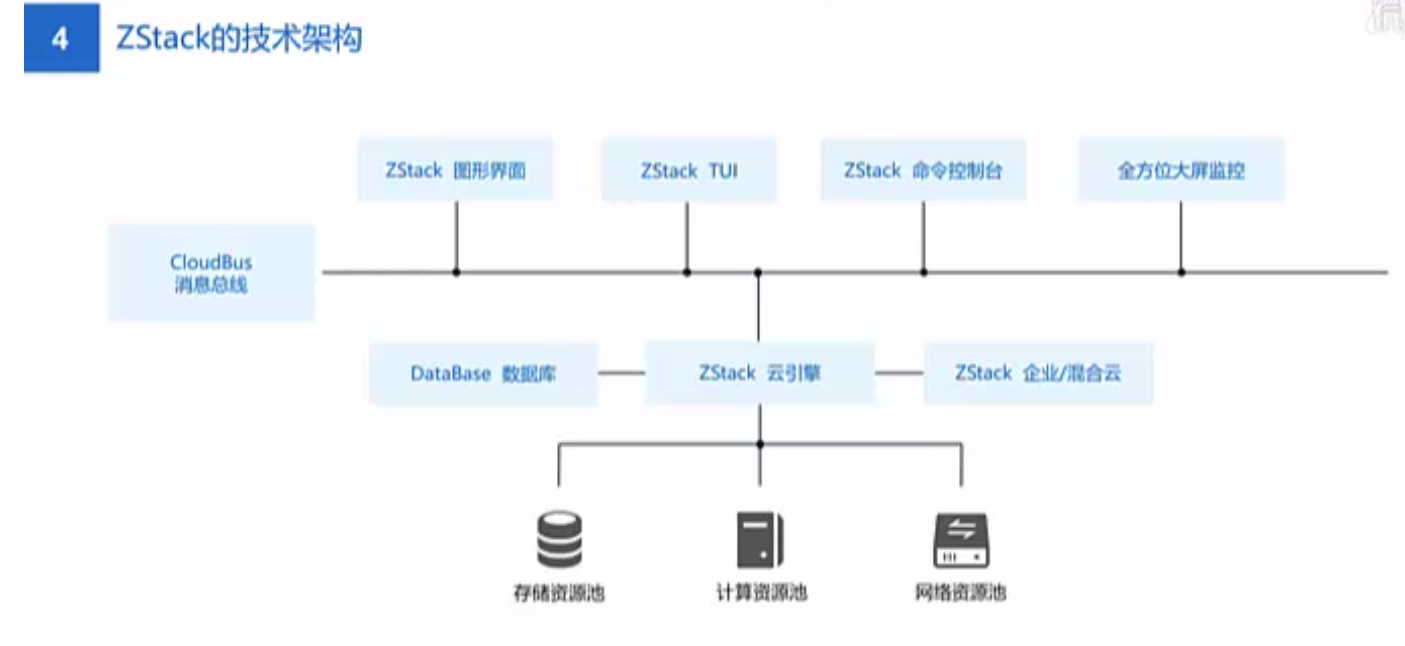 4
ZStack的技术架构
ZStack 图形界面
ZStack TUI
ZStack 命令控制台
全方位大屏监控
CloudBus
消息总线
DataBase 数据库
ZStack 云引擎
ZStack 企业/混合云
存储资源池
计算资源池
网络资源池